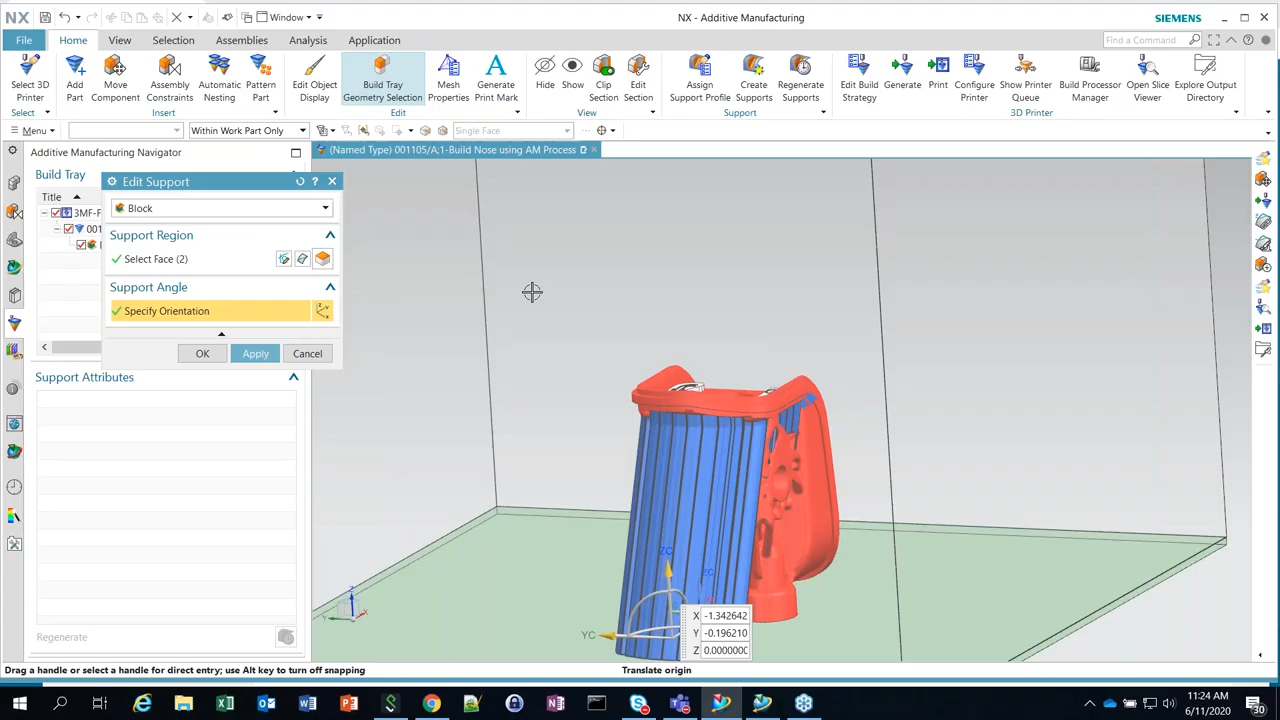 NX
Window
NX - Additive Manufacturing
SIEMENS
File
Home
View
Selection
Assemblies
Analysis
Application
Find a Command
Select 3D
Printer
Add
Part
Move
Component
Assembly
Constraints
Automatic
Nesting
Pattern
Part
Edit Object
Display
Build Tray
Geometry Selection
Mesh
Properties
Generate
Print Mark
Hide
Show
Clip
Section
Edit
Section
Assign
Support Profile
Create
Supports
Regenerate
Supports
Edit Build
Strategy
Generate
Print
Configure
Printer
Show Printer
Queue
Build Processor
Manager
Open Slice
Viewer
Explore Output
Directory
Select
Insert
Edit
View
Support
3D Printer
Menu
Within Work Part Only
Single Face
Additive Manufacturing Navigator
(Named Type) 001105/A;1-Build Nose using AM Process
Build Tray
Title
3MF-F
001
Edit Support
Block
Support Region
Select Face (2)
Support Angle
Specify Orientation
OK
Apply
Cancel
Support Attributes
Regenerate
ZC
ZC
YC
X -1.342642
Y -0.196210
Z 0.000000C
Z
Y
X
Drag a handle or select a handle for direct entry; use Alt key to turn off snapping
Translate origin
11:24 AM
6/11/2020
30